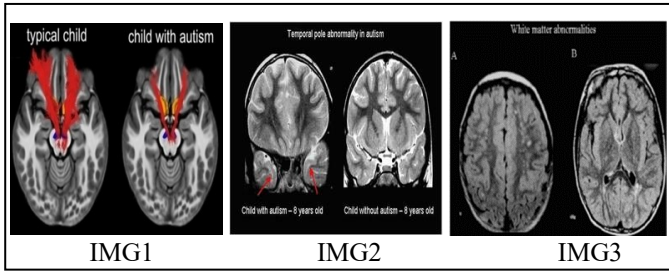 typical child
child with autism
Temporal pole abnormality in autism
Child with autism – 8 years old
Child without autism – 8 years old
White matter abnormalities
A
B
IMG1
IMG2
IMG3